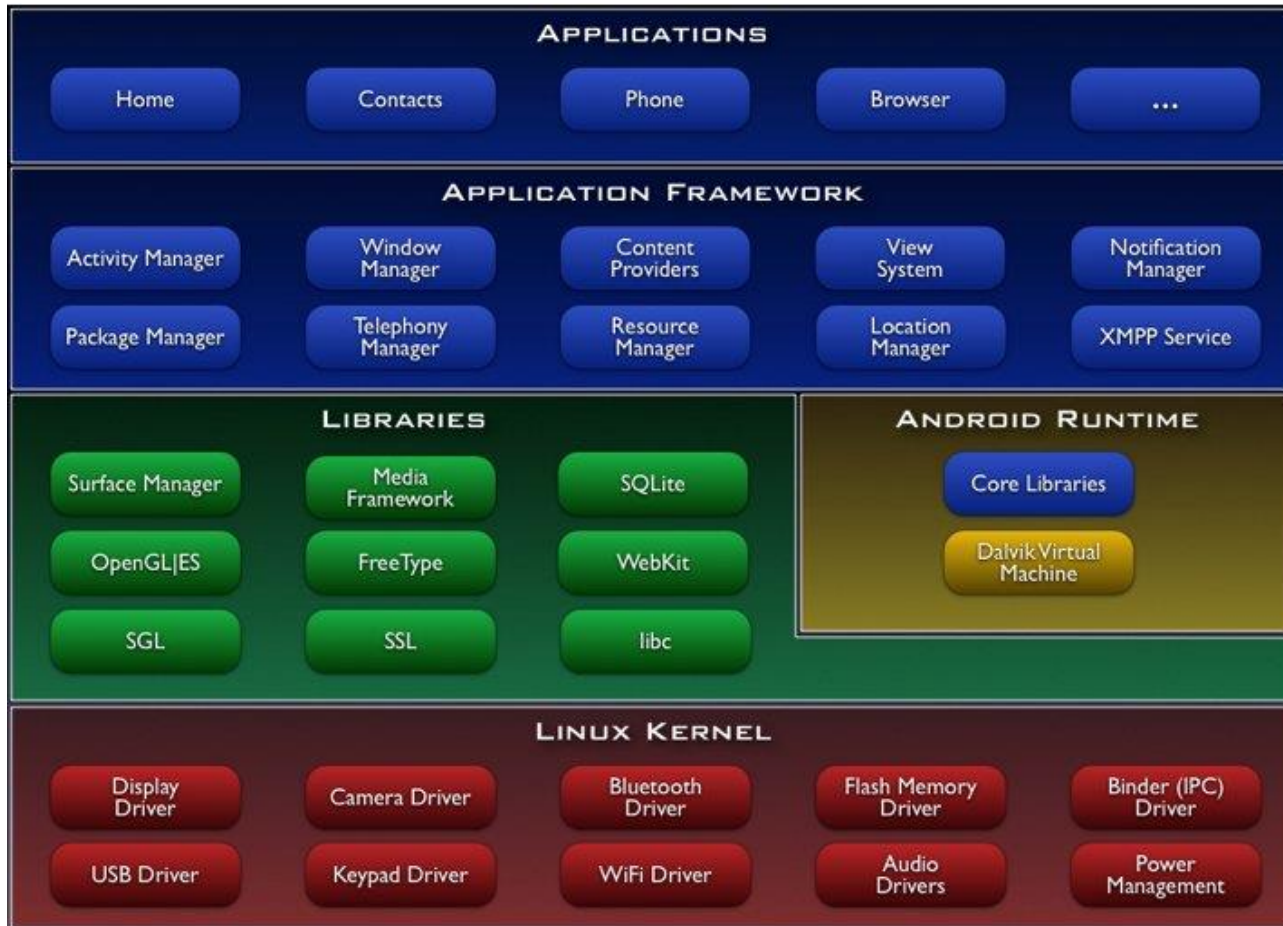 APPLICATIONS
Home
Contacts
Phone
Browser
...
APPLICATION FRAMEWORK
Activity Manager
Window
Manager
Content
Providers
View
System
Notification
Manager
Package Manager
Telephony
Manager
Resource
Manager
Location
Manager
XMPP Service
LIBRARIES
Surface Manager
Media
Framework
SQLite
OpenGL|ES
FreeType
WebKit
SGL
SSL
libc
ANDROID RUNTIME
Core Libraries
Dalvik Virtual
Machine
LINUX KERNEL
Display
Driver
Camera Driver
Bluetooth
Driver
Flash Memory
Driver
Binder (IPC)
Driver
USB Driver
Keypad Driver
WiFi Driver
Audio
Drivers
Power
Management